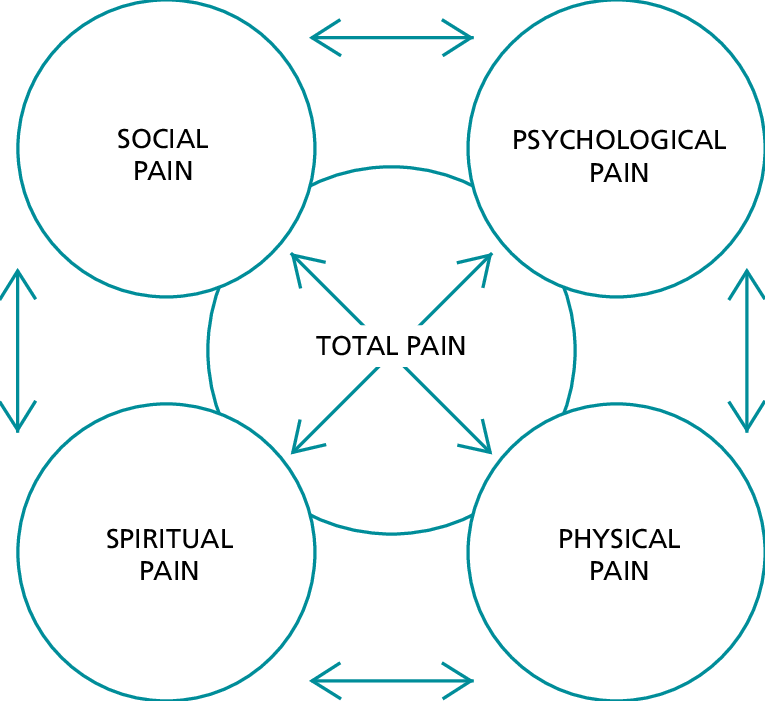 SOCIAL
PAIN
PSYCHOLOGICAL
PAIN
TOTAL PAIN
SPIRITUAL
PAIN
PHYSICAL
PAIN